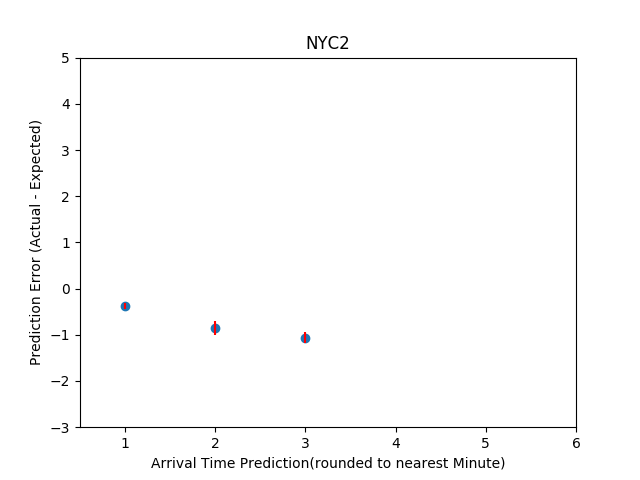 NYC2
Prediction Error (Actual - Expected)
5
4
3
2
1
0
−1
−2
−3
1 2 3 4 5 6
Arrival Time Prediction(rounded to nearest Minute)